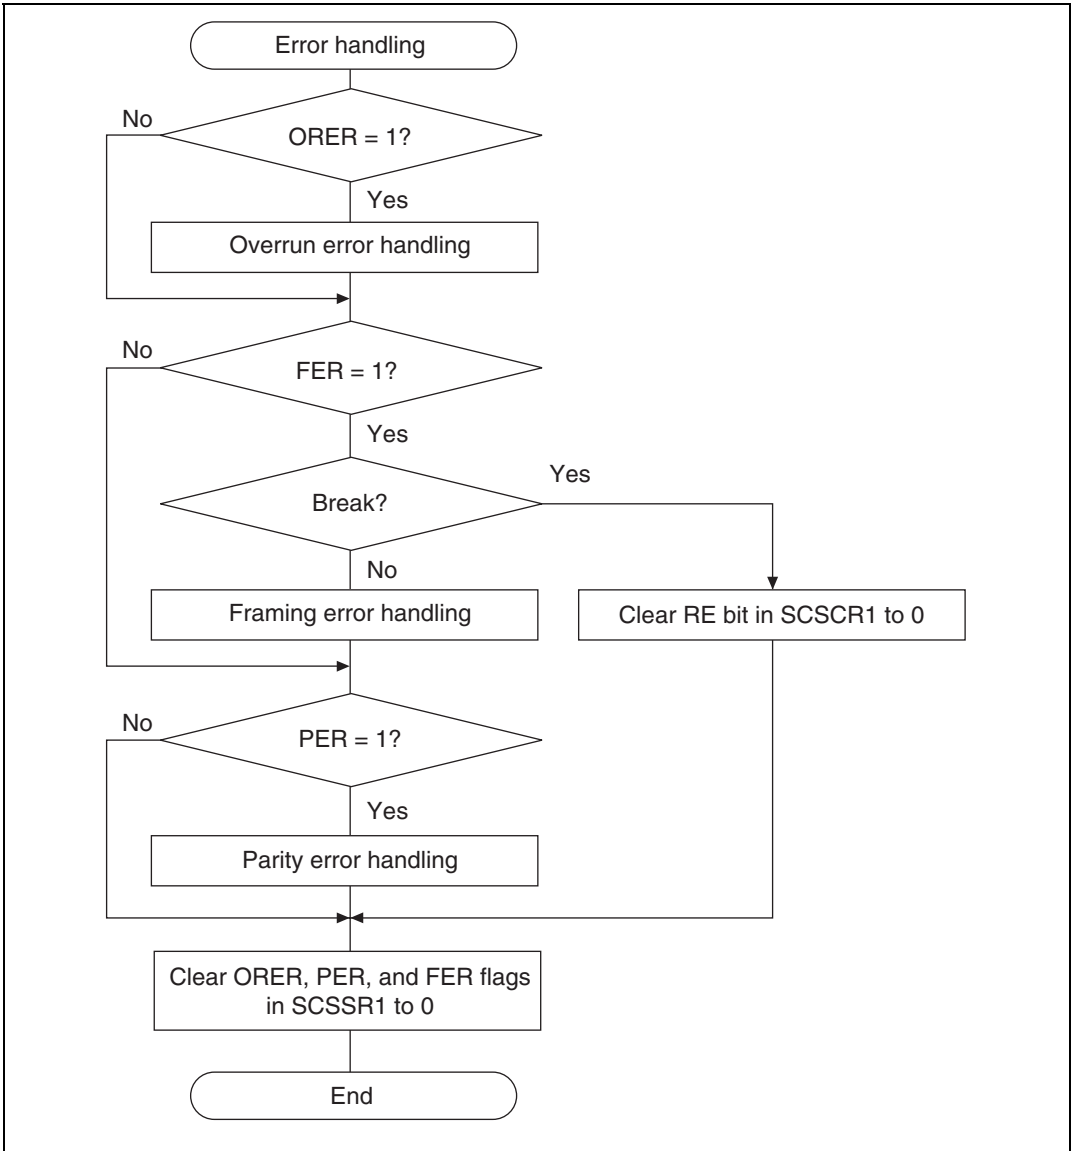 Error handling
No
ORER = 1?
Yes
Overrun error handling
No
FER = 1?
Yes
Yes
Break?
No
Framing error handling
Clear RE bit in SCSCR1 to 0
No
PER = 1?
Yes
Parity error handling
Clear ORER, PER, and FER flags
in SCSSR1 to 0
End